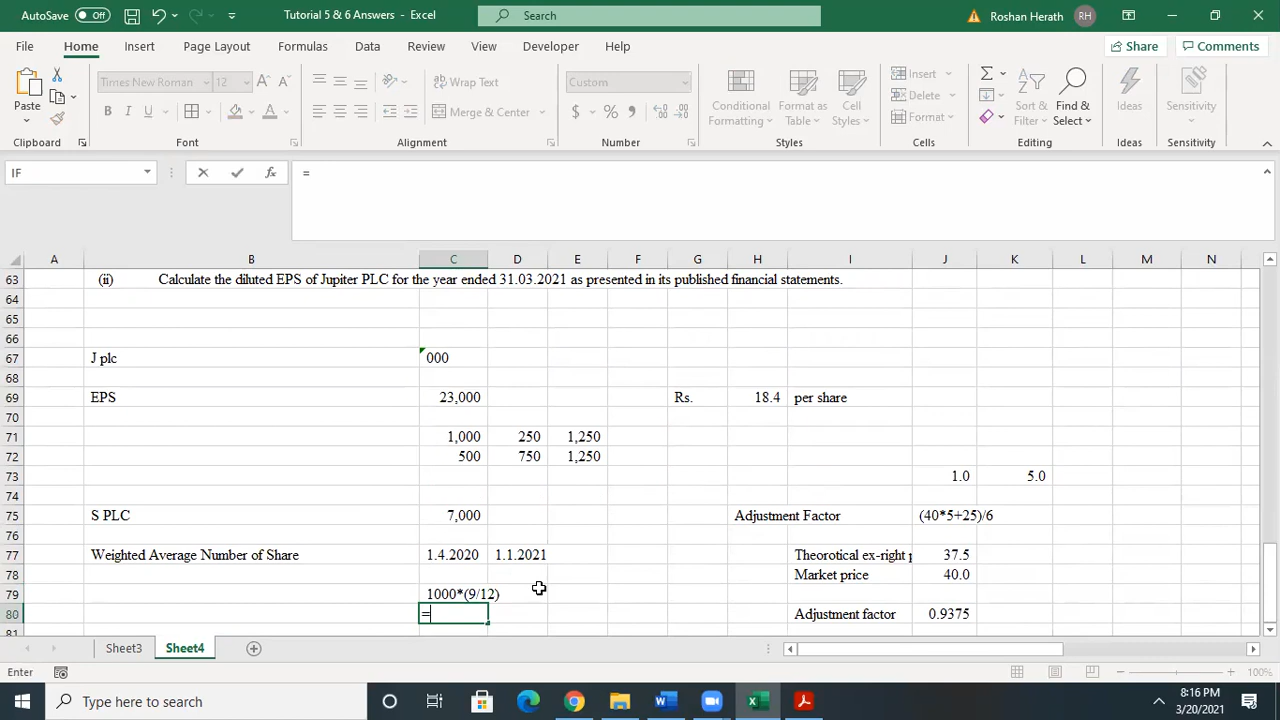 AutoSave Off Tutorial 5 & 6 Answers - Excel Search Roshan Herath RH
File Home Insert Page Layout Formulas Data Review View Developer Help Share Comments
Paste Times New Roman 12 Wrap Text Custom Insert
Merge & Center Conditional Formatting Format as Table Cell Styles Delete Sort & Filter Find & Select Ideas Sensitivity
B I U $ % Format
Clipboard Font Alignment Number Styles Cells Editing Ideas Sensitivity
IF fx =
A B C D E F G H I J K L M N
63 (ii) Calculate the diluted EPS of Jupiter PLC for the year ended 31.03.2021 as presented in its published financial statements.
64
65
66
67 J plc 000
68
69 EPS 23,000 Rs. 18.4 per share
70
71 1,000 250 1,250
72 500 750 1,250
73 1.0 5.0
74
75 S PLC 7,000 Adjustment Factor (40*5+25)/6
76
77 Weighted Average Number of Share 1.4.2020 1.1.2021 Theorotical ex-right p 37.5
78 Market price 40.0
79 1000*(9/12)
80 = Adjustment factor 0.9375
81
Sheet3 Sheet4
Enter 100%
Type here to search 8:16 PM
3/20/2021